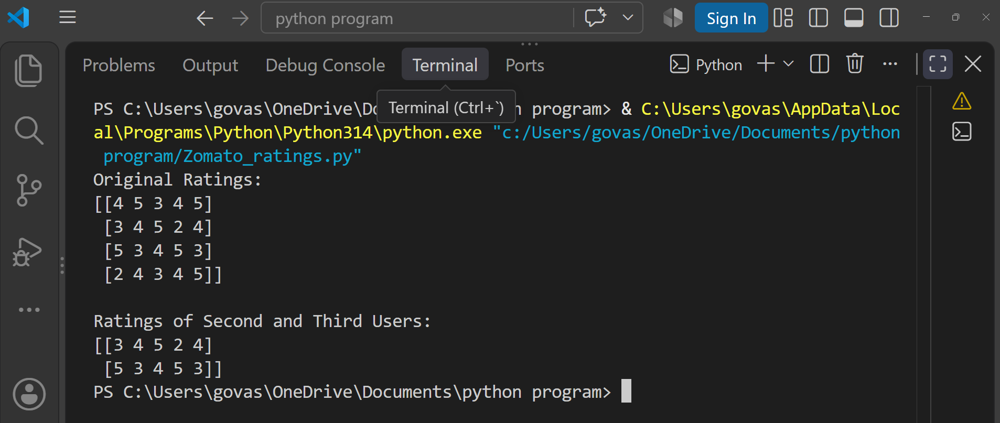 python program
Sign In
Problems Output Debug Console Terminal Ports
Python
Terminal (Ctrl+`)
PS C:\Users\govas\OneDrive\Do n program> & C:\Users\govas\AppData\Loc
al\Programs\Python\Python314\python.exe "c:/Users/govas/OneDrive/Documents/python
program/Zomato_ratings.py"
Original Ratings:
[[4 5 3 4 5]
[3 4 5 2 4]
[5 3 4 5 3]
[2 4 3 4 5]]
Ratings of Second and Third Users:
[[3 4 5 2 4]
[5 3 4 5 3]]
PS C:\Users\govas\OneDrive\Documents\python program>